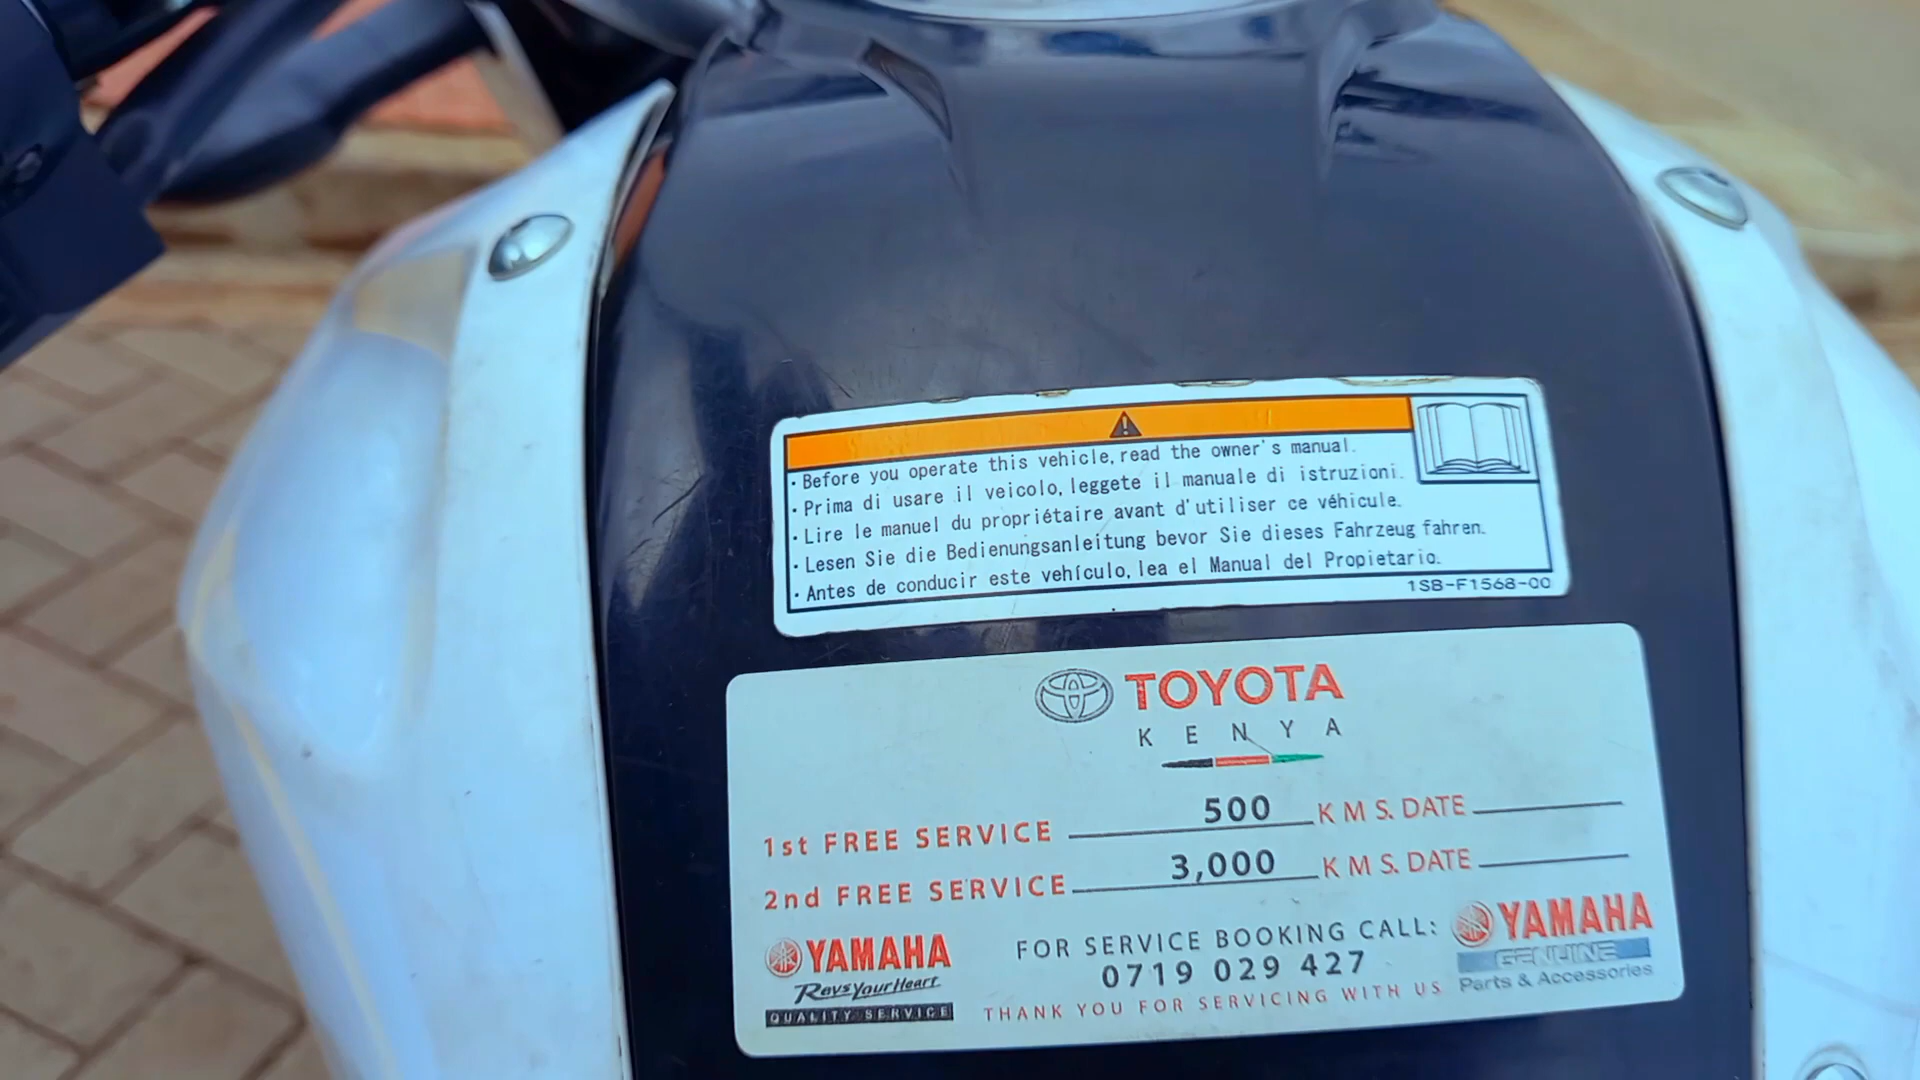 · Before you operate this vehicle, read the owner's manual.
· Prima di usare il veicolo, leggete il manuale di istruzioni.
· Lire le manuel du propriétaire avant d'utiliser ce véhicule.
· Lesen Sie die Bedienungsanleitung bevor Sie dieses Fahrzeug fahren.
· Antes de conducir este vehículo, lea el Manual del Propietario.
1SB-F1568-00
TOYOTA
KENYA
1st FREE SERVICE 500 KMS. DATE
2nd FREE SERVICE 3,000 KMS. DATE
YAMAHA
Revs Your Heart
QUALITY SERVICE
FOR SERVICE BOOKING CALL:
0719 029 427
THANK YOU FOR SERVICING WITH US
YAMAHA
GENUINE
Parts & Accessories